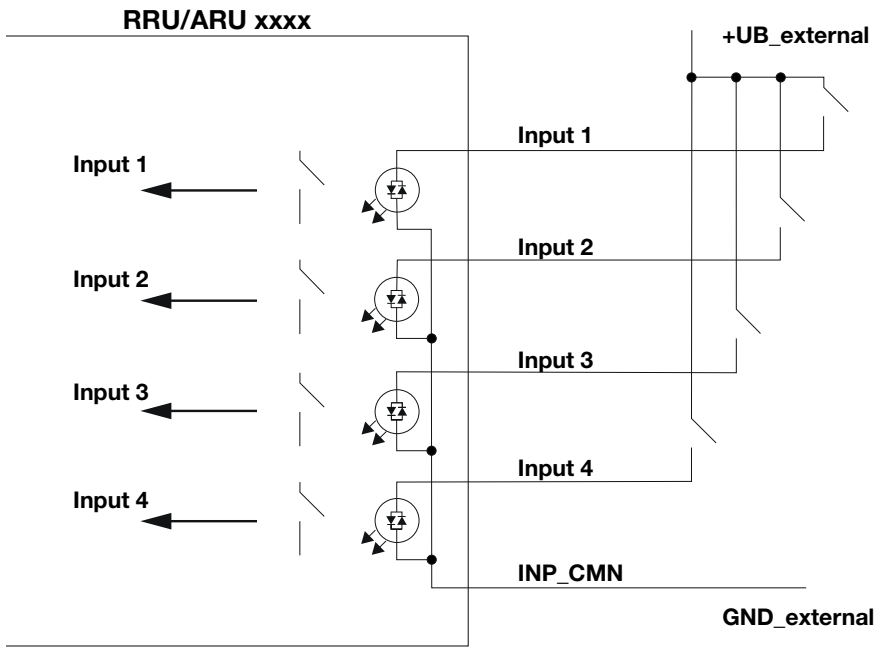 RRU/ARU xxxx
+UB_external
Input 1
Input 1
Input 2
Input 2
Input 3
Input 3
Input 4
Input 4
INP_CMN
GND_external